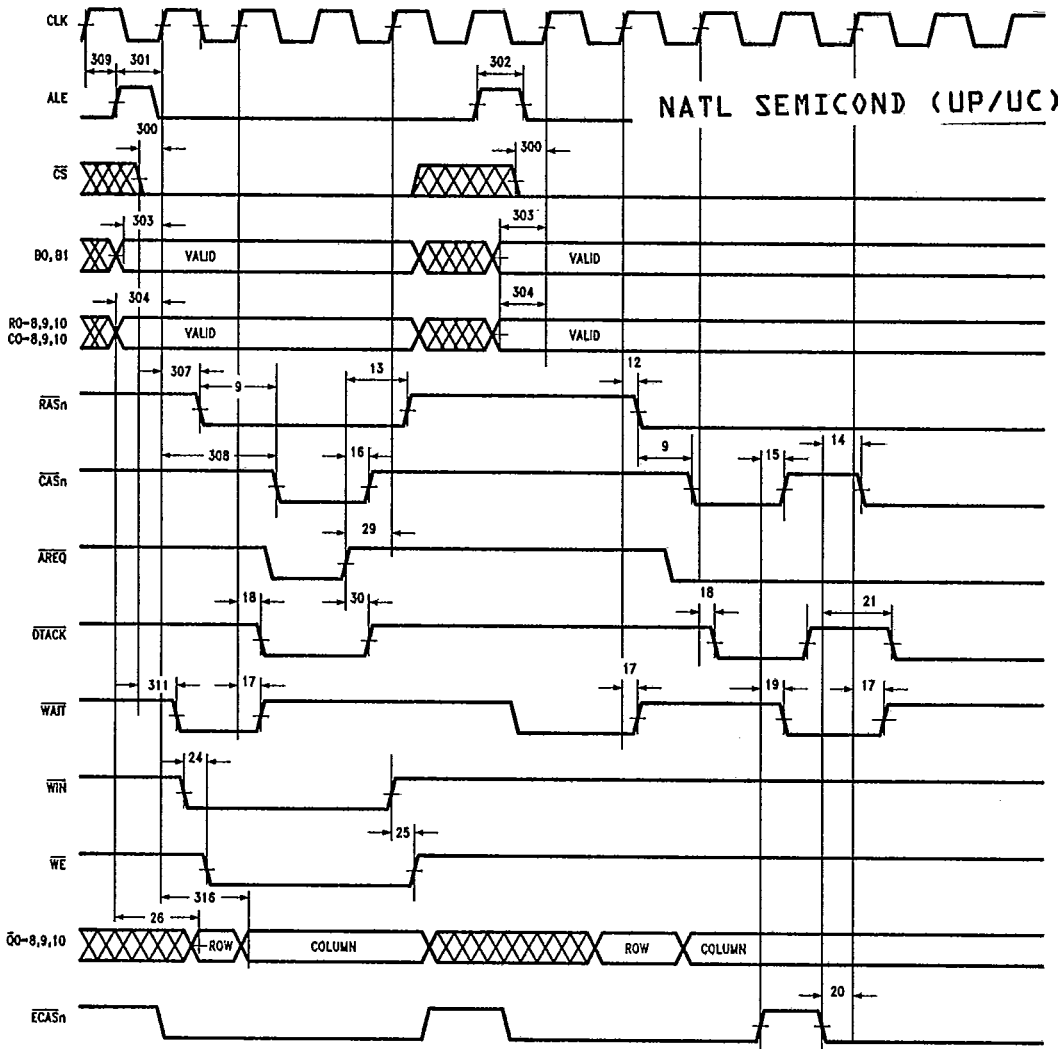 CLK
309 301 302
ALE
NATL SEMICOND (UP/UC)
300 300
CS
303 303
B0,B1 VALID VALID
304 304
R0-8,9,10 VALID VALID
C0-8,9,10
307 9 13 12
RASn
308 16 9 15 14
CASn
29
AREQ
18 30 18 21
DTACK
311 17 17 19 17
WAIT
24
WIN
25
WE
316
26
Q0-8,9,10 ROW COLUMN ROW COLUMN
20
ECASn